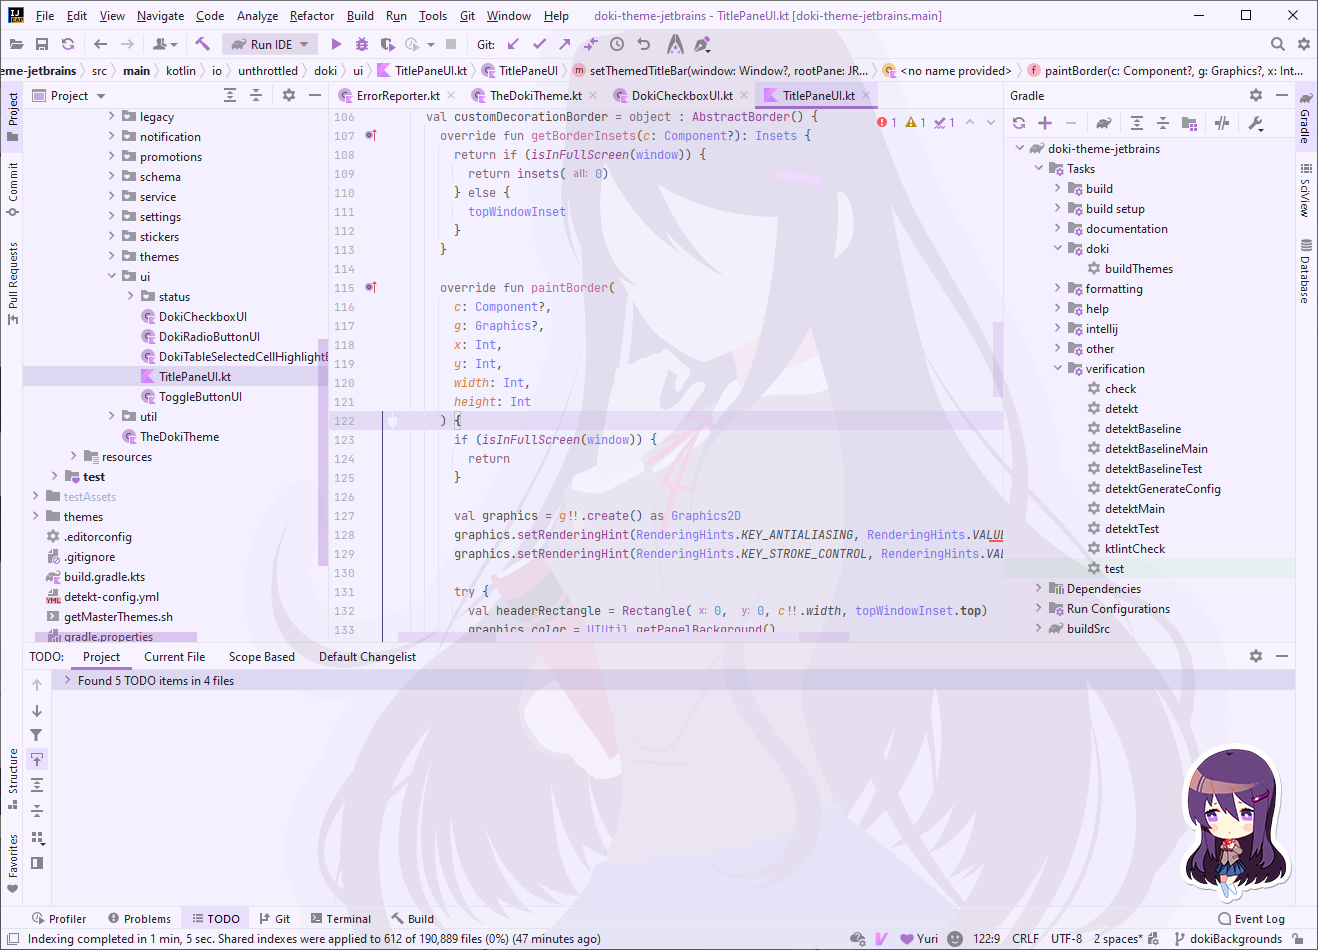 File Edit View Navigate Code Analyze Refactor Build Run Tools Git Window Help doki-theme-jetbrains - TitlePaneUI.kt [doki-theme-jetbrains.main]
Run IDE Git:
eme-jetbrains src main kotlin io unthrottled doki ui TitlePaneUI.kt TitlePaneUI setThemedTitleBar(window: Window?, rootPane: JR... <no name provided> paintBorder(c: Component?, g: Graphics?, x: Int,...
Project
Commit
Pull Requests
Structure
Favorites
Project
legacy
notification
promotions
schema
service
settings
stickers
themes
ui
status
DokiCheckboxUI
DokiRadioButtonUI
DokiTableSelectedCellHighlightB
TitlePaneUI.kt
ToggleButtonUI
util
TheDokiTheme
resources
test
testAssets
themes
.editorconfig
.gitignore
build.gradle.kts
detekt-config.yml
getMasterThemes.sh
gradle.properties
ErrorReporter.kt TheDokiTheme.kt DokiCheckboxUI.kt TitlePaneUI.kt
1 1 1
106 val customDecorationBorder = object : AbstractBorder() {
107 override fun getBorderInsets(c: Component?): Insets {
108 return if (isInFullScreen(window)) {
109 return insets( all: 0)
110 } else {
111 topWindowInset
112 }
113 }
114
115 override fun paintBorder(
116 c: Component?,
117 g: Graphics?,
118 x: Int,
119 y: Int,
120 width: Int,
121 height: Int
122 ) {
123 if (isInFullScreen(window)) {
124 return
125 }
126
127 val graphics = g!!.create() as Graphics2D
128 graphics.setRenderingHint(RenderingHints.KEY_ANTIALIASING, RenderingHints.VALUE
129 graphics.setRenderingHint(RenderingHints.KEY_STROKE_CONTROL, RenderingHints.VAL
130
131 try {
132 val headerRectangle = Rectangle( x: 0, y: 0, c!!.width, topWindowInset.top)
133 graphics.color = UIUtil.getPanelBackground()
Gradle
doki-theme-jetbrains
Tasks
build
build setup
documentation
doki
buildThemes
formatting
help
intellij
other
verification
check
detekt
detektBaseline
detektBaselineMain
detektBaselineTest
detektGenerateConfig
detektMain
detektTest
ktlintCheck
test
Dependencies
Run Configurations
buildSrc
Gradle
SciView
Database
TODO: Project Current File Scope Based Default Changelist
Found 5 TODO items in 4 files
Profiler Problems TODO Git Terminal Build Event Log
Indexing completed in 1 min, 5 sec. Shared indexes were applied to 612 of 190,889 files (0%) (47 minutes ago) Yuri 122:9 CRLF UTF-8 2 spaces* dokiBackgrounds